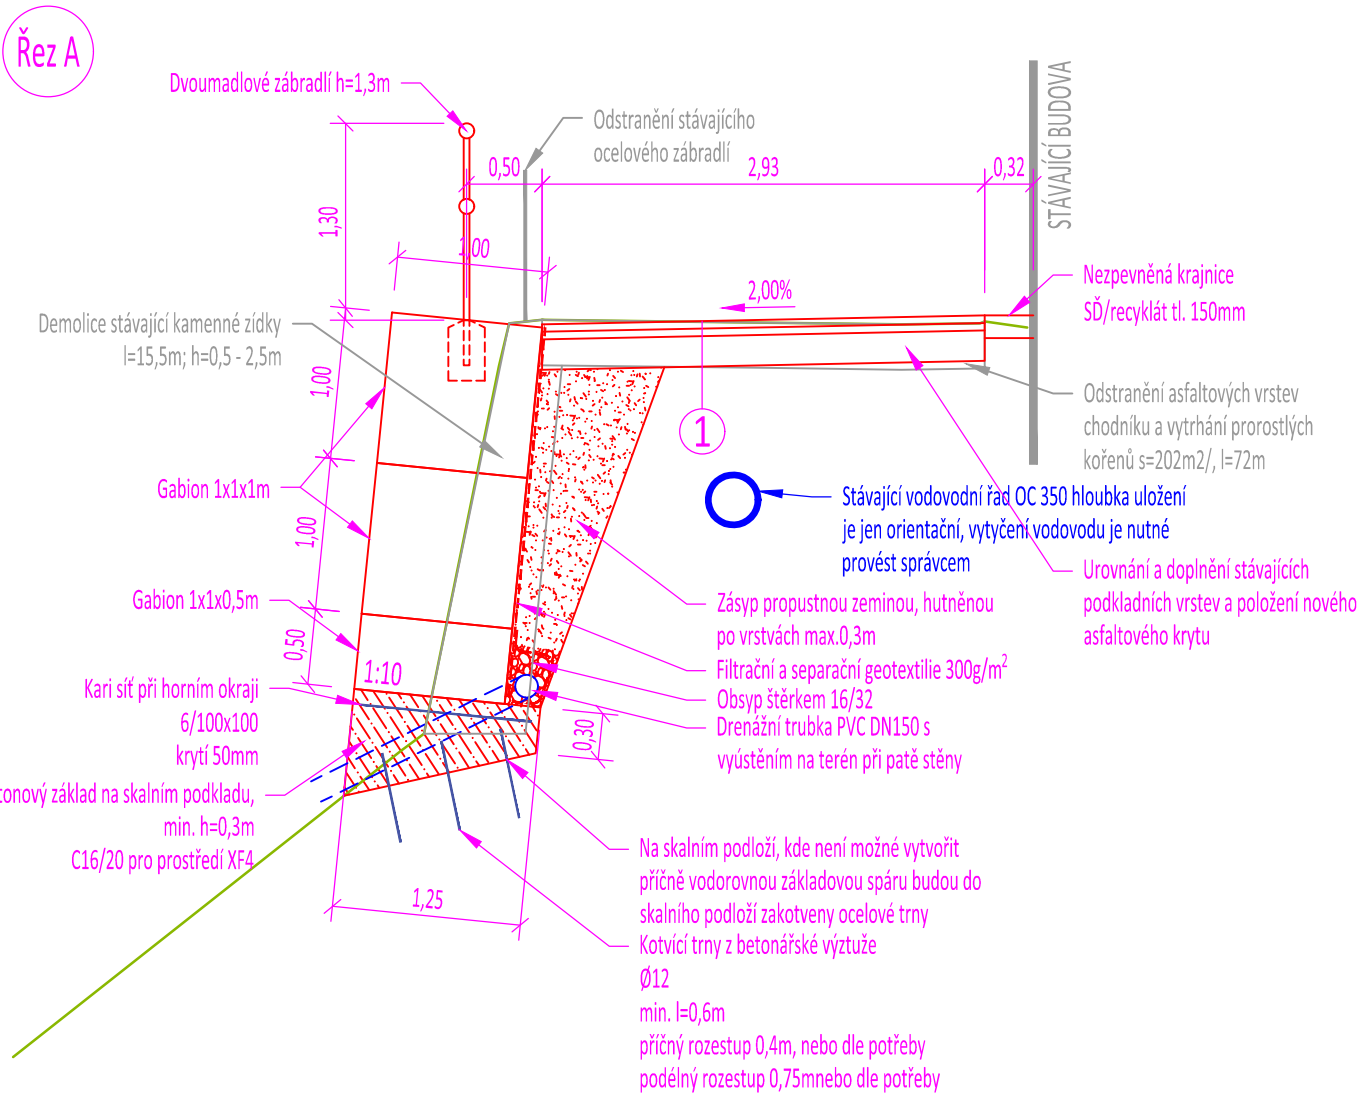 Řez A
Dvoumadlové zábradlí h=1,3m
Odstranění stávajícího
ocelového zábradlí
STÁVAJÍCÍ BUDOVA
0,50
2,93
0,32
1,30
1,00
2,00%
Nezpevněná krajnice
SĎ/recyklát tl. 150mm
Demolice stávající kamenné zídky
l=15,5m; h=0,5 - 2,5m
1,00
Odstranění asfaltových vrstev
chodníku a vytrhání prorostlých
kořenů s=202m2/, l=72m
1
Gabion 1x1x1m
Stávající vodovodní řad OC 350 hloubka uložení
je jen orientační, vytyčení vodovodu je nutné
provést správcem
1,00
Urovnání a doplnění stávajících
podkladních vrstev a položení nového
asfaltového krytu
Gabion 1x1x0,5m
Zásyp propustnou zeminou, hutněnou
po vrstvách max.0,3m
0,50
Filtrační a separační geotextilie 300g/m²
1:10
Kari síť při horním okraji
6/100x100
krytí 50mm
Obsyp štěrkem 16/32
Drenážní trubka PVC DN150 s
vyústěním na terén při patě stěny
0,30
tonový základ na skalním podkladu,
min. h=0,3m
C16/20 pro prostředí XF4
1,25
Na skalním podloží, kde není možné vytvořit
příčně vodorovnou základovou spáru budou do
skalního podloží zakotveny ocelové trny
Kotvící trny z betonářské výztuže
Ø12
min. l=0,6m
příčný rozestup 0,4m, nebo dle potřeby
podélný rozestup 0,75mnebo dle potřeby